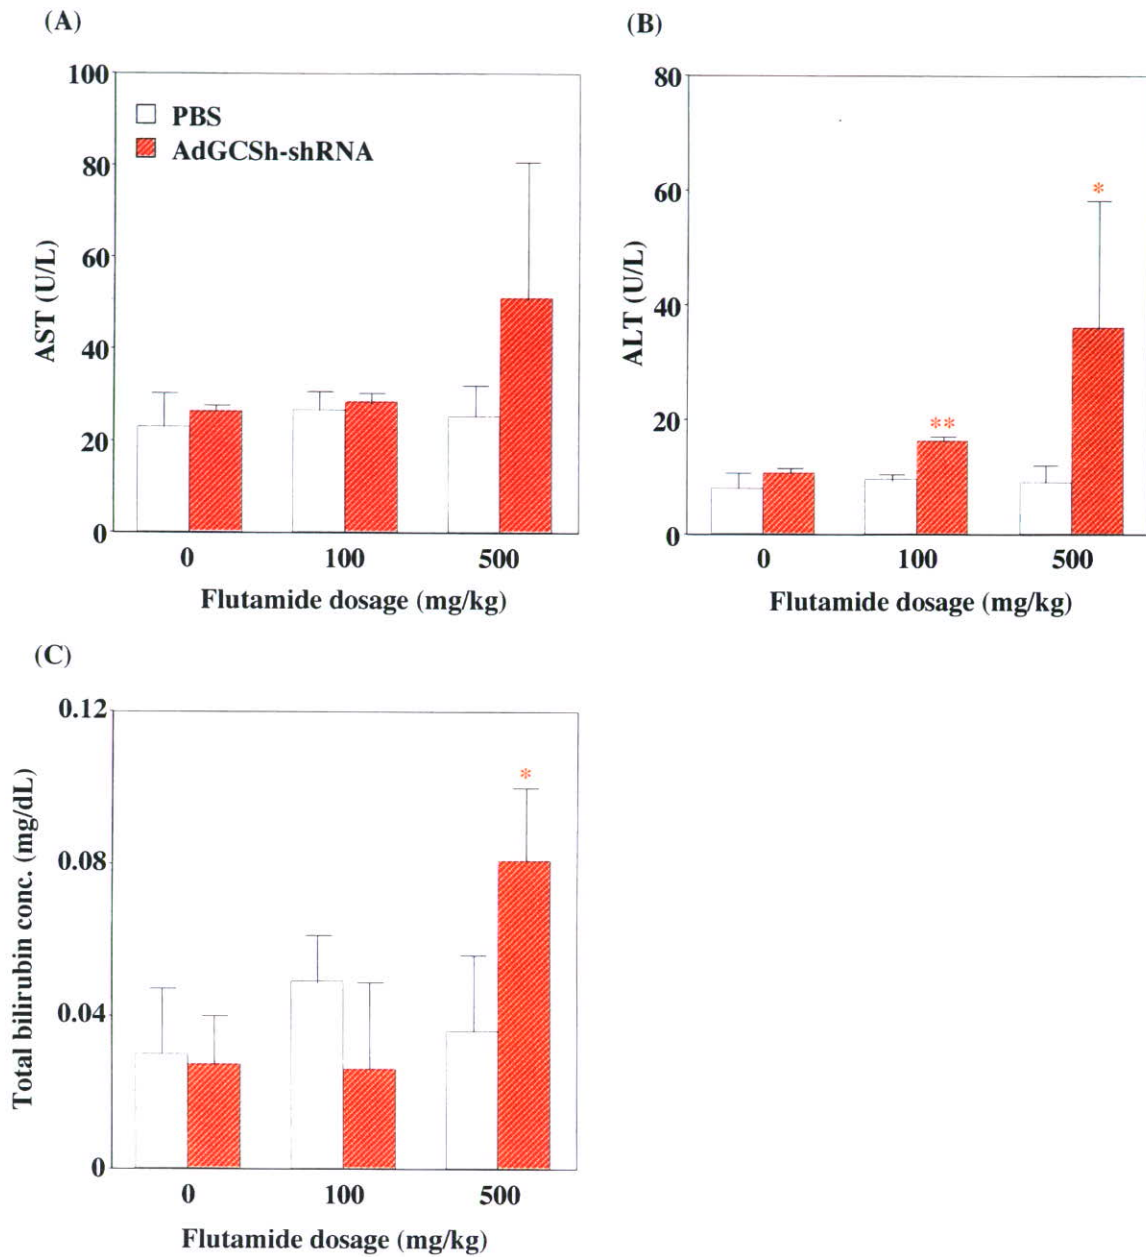 (A)
100
80
60
40
20
0
AST (U/L)
PBS
AdGCSh-shRNA
0 100 500
Flutamide dosage (mg/kg)
(B)
80
60
40
20
0
ALT (U/L)
*
**
0 100 500
Flutamide dosage (mg/kg)
(C)
0.12
0.08
0.04
0
Total bilirubin conc. (mg/dL)
*
0 100 500
Flutamide dosage (mg/kg)